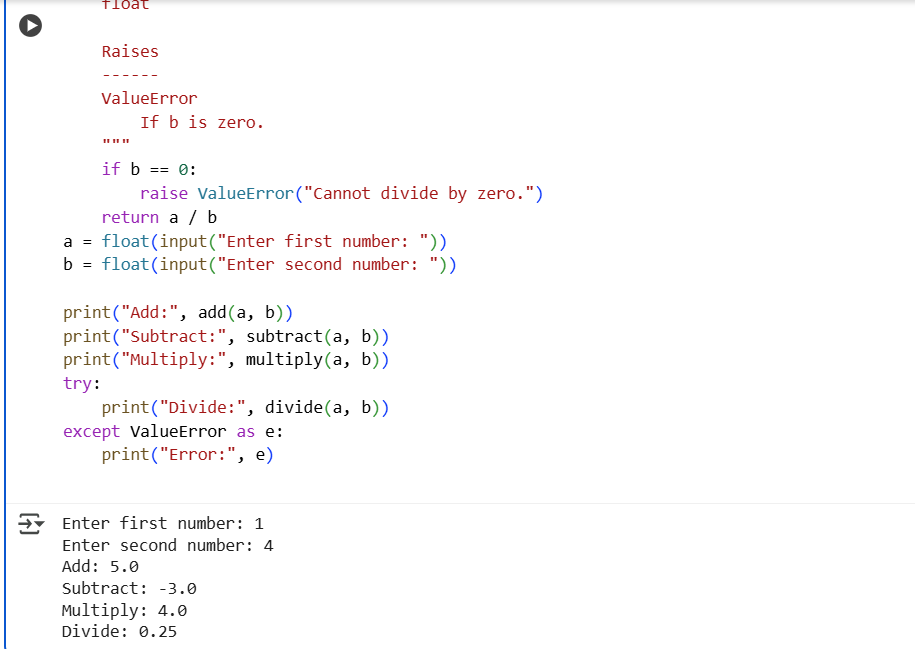 float

Raises
------
ValueError
    If b is zero.
"""
if b == 0:
    raise ValueError("Cannot divide by zero.")
return a / b
a = float(input("Enter first number: "))
b = float(input("Enter second number: "))

print("Add:", add(a, b))
print("Subtract:", subtract(a, b))
print("Multiply:", multiply(a, b))
try:
    print("Divide:", divide(a, b))
except ValueError as e:
    print("Error:", e)

Enter first number: 1
Enter second number: 4
Add: 5.0
Subtract: -3.0
Multiply: 4.0
Divide: 0.25